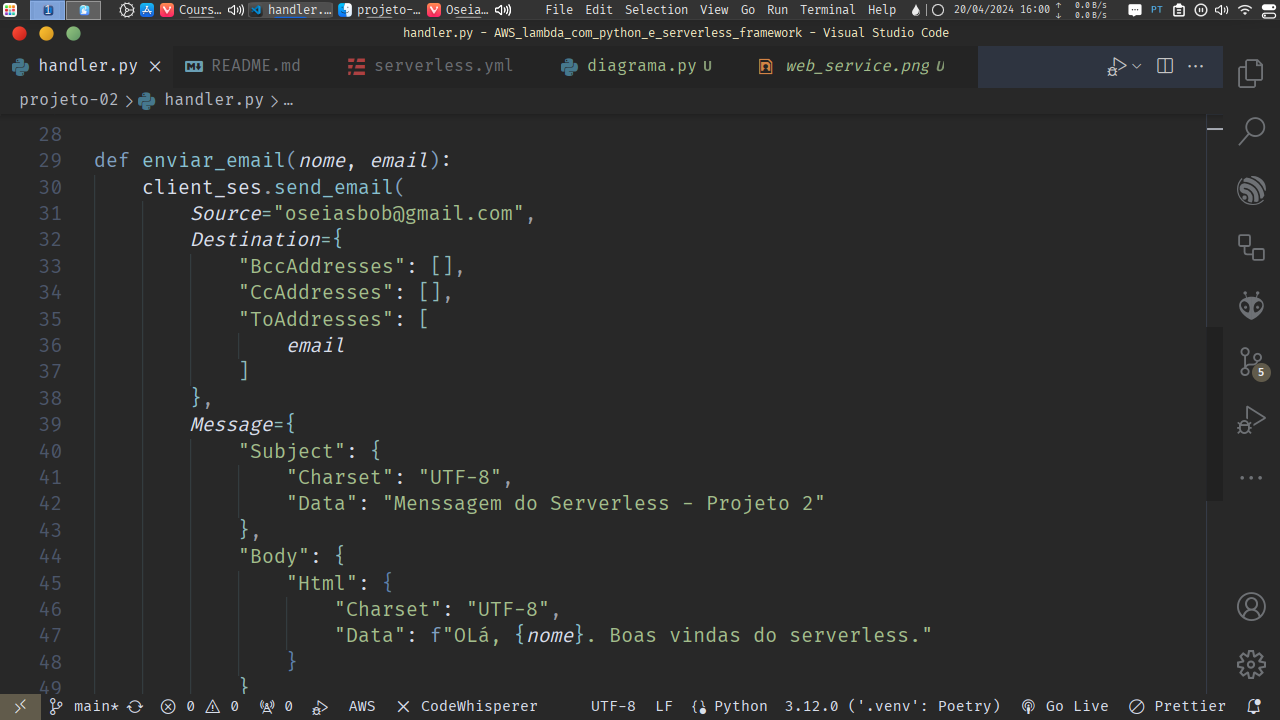 1 Cours... handler.... projeto-... Oseia... File Edit Selection View Go Run Terminal Help 20/04/2024 16:00 ↑ 0.0 B/s ↓ 0.0 B/s PT
handler.py - AWS_lambda_com_python_e_serverless_framework - Visual Studio Code
handler.py README.md serverless.yml diagrama.py U web_service.png U
projeto-02 > handler.py > ...
28
29 def enviar_email(nome, email):
30 client_ses.send_email(
31 Source="oseiasbob@gmail.com",
32 Destination={
33 "BccAddresses": [],
34 "CcAddresses": [],
35 "ToAddresses": [
36 email
37 ]
38 },
39 Message={
40 "Subject": {
41 "Charset": "UTF-8",
42 "Data": "Menssagem do Serverless - Projeto 2"
43 },
44 "Body": {
45 "Html": {
46 "Charset": "UTF-8",
47 "Data": f"OLá, {nome}. Boas vindas do serverless."
48 }
49 }
5
main* 0 0 0 AWS CodeWhisperer UTF-8 LF Python 3.12.0 ('.venv': Poetry) Go Live Prettier